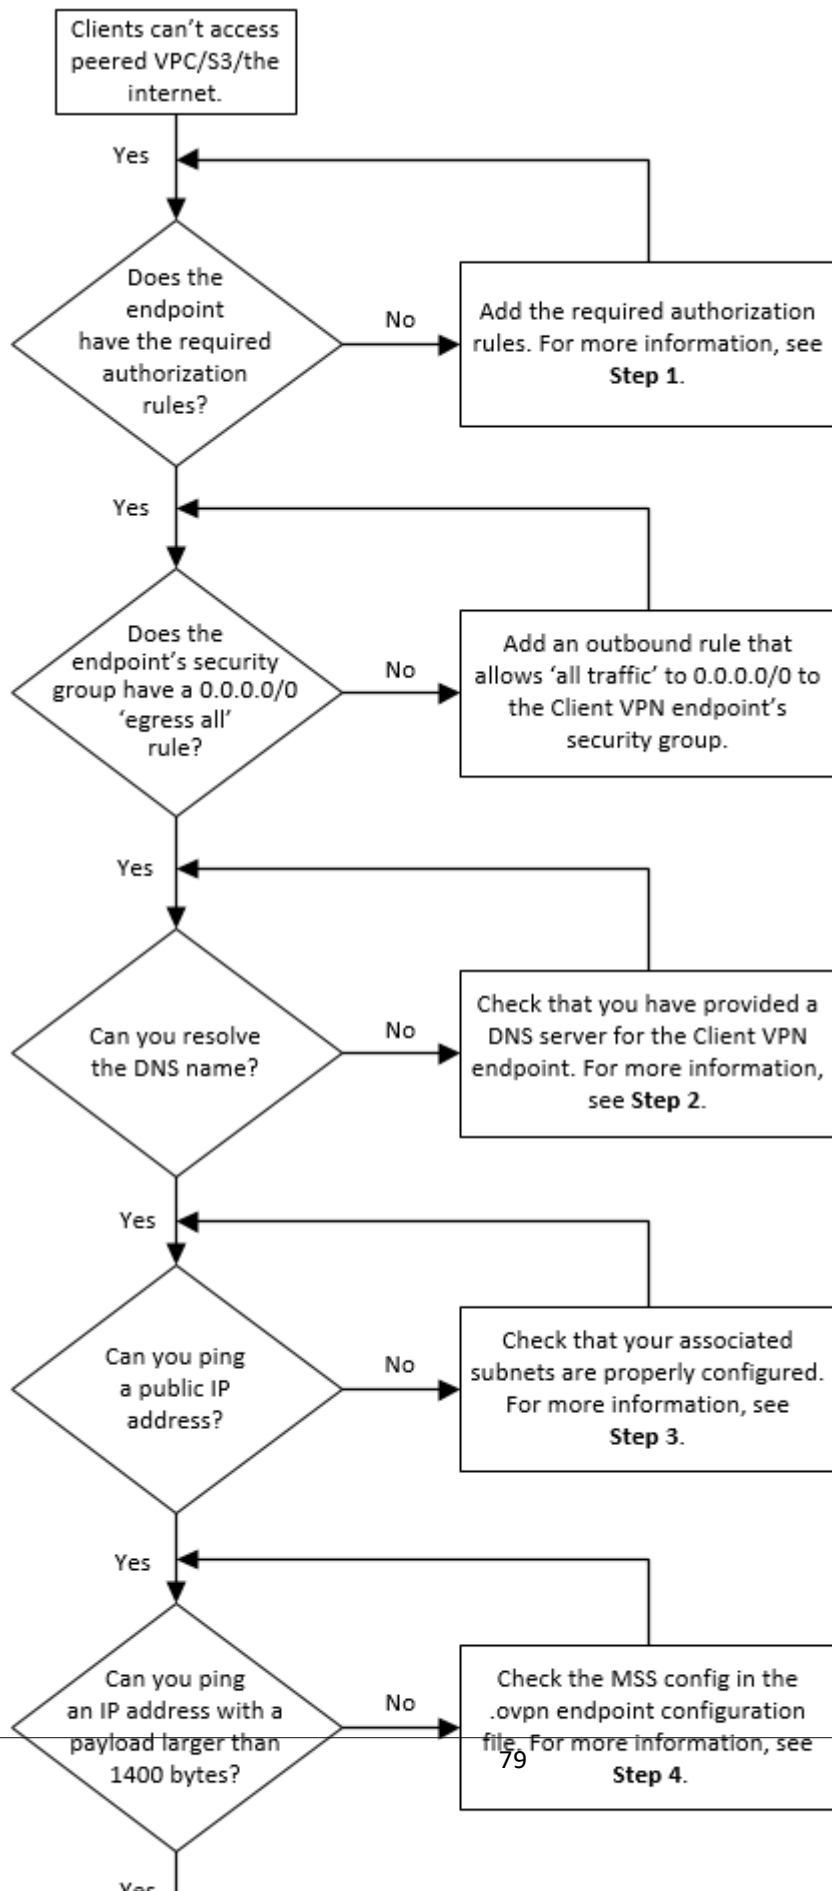 Clients can't access
peered VPC/S3/the
internet.
Yes
Does the
endpoint
have the required
authorization
rules?
No
Add the required authorization
rules. For more information, see
Step 1.
Yes
Does the
endpoint's security
group have a 0.0.0.0/0
'egress all'
rule?
No
Add an outbound rule that
allows 'all traffic' to 0.0.0.0/0 to
the Client VPN endpoint's
security group.
Yes
Can you resolve
the DNS name?
No
Check that you have provided a
DNS server for the Client VPN
endpoint. For more information,
see Step 2.
Yes
Can you ping
a public IP
address?
No
Check that your associated
subnets are properly configured.
For more information, see
Step 3.
Yes
Can you ping
an IP address with a
payload larger than
1400 bytes?
No
Check the MSS config in the
.ovpn endpoint configuration
file. For more information, see
Step 4.
79
Yes